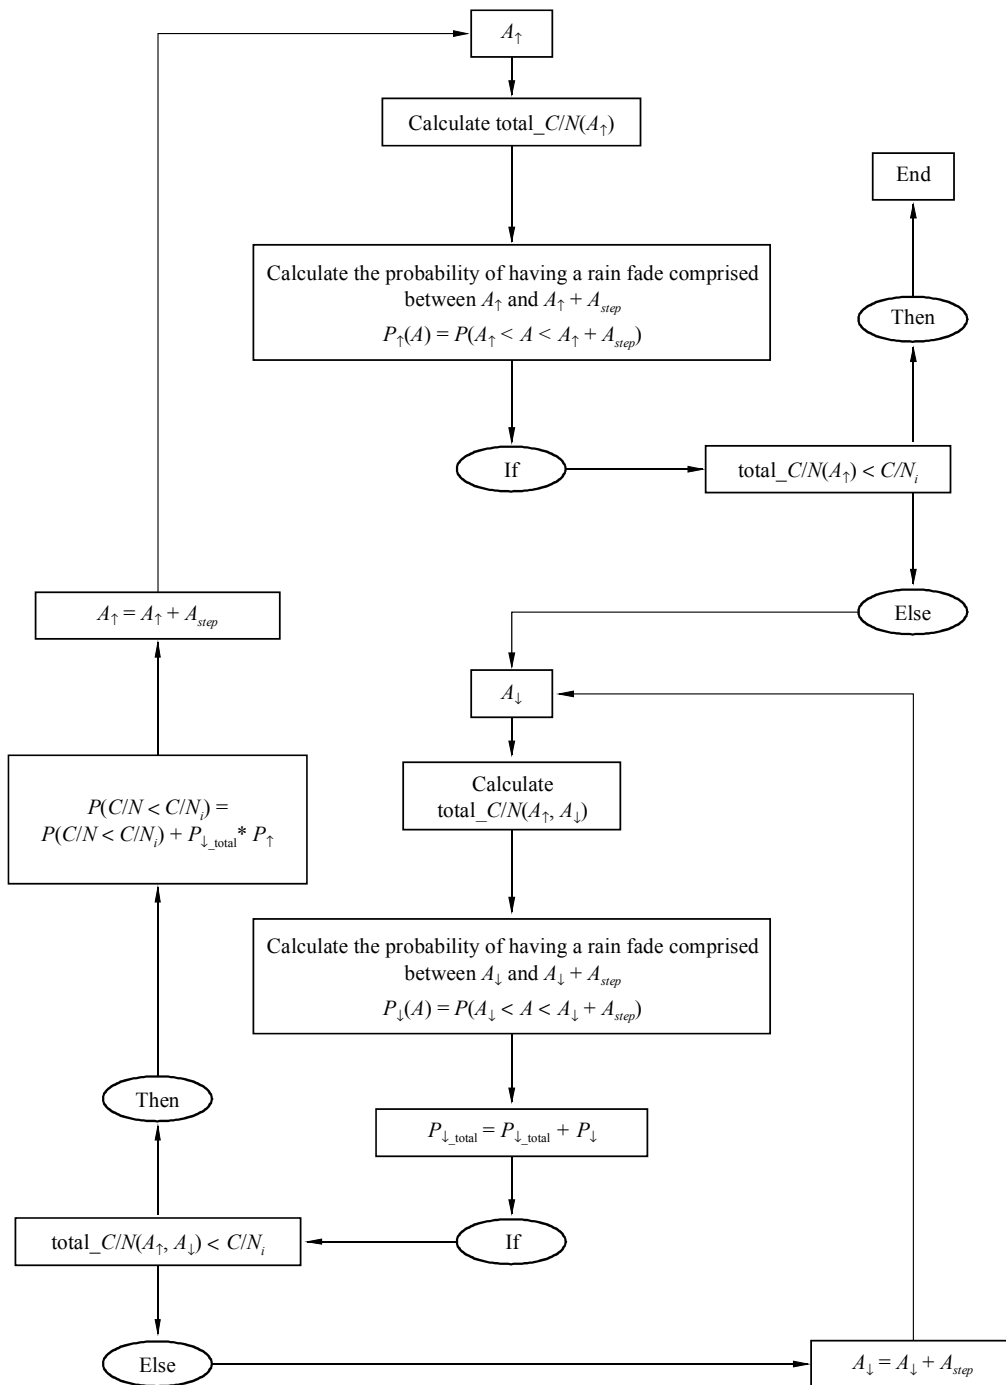 A↑
Calculate total_C/N(A↑)
End
Calculate the probability of having a rain fade comprised
between A↑ and A↑ + Astep
P↑(A) = P(A↑ < A < A↑ + Astep)
Then
If
total_C/N(A↑) < C/Ni
A↑ = A↑ + Astep
Else
A↓
Calculate
total_C/N(A↑, A↓)
P(C/N < C/Ni) =
P(C/N < C/Ni) + P↓_total* P↑
Calculate the probability of having a rain fade comprised
between A↓ and A↓ + Astep
P↓(A) = P(A↓ < A < A↓ + Astep)
Then
P↓_total = P↓_total + P↓
total_C/N(A↑, A↓) < C/Ni
If
Else
A↓ = A↓ + Astep